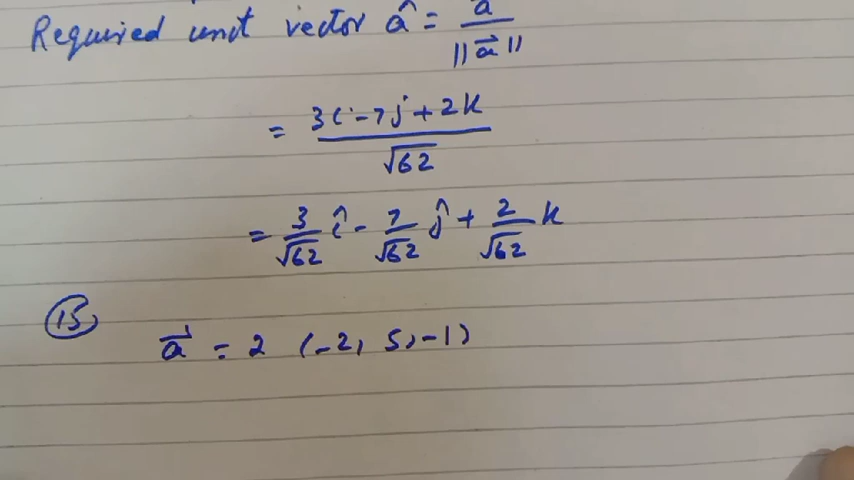 Required unit vector â = a / ||a⃗||
= 3i - 7j + 2k / √62
= 3/√62 î - 7/√62 ĵ + 2/√62 k
15
a⃗ = 2 (-2, 5, -1)